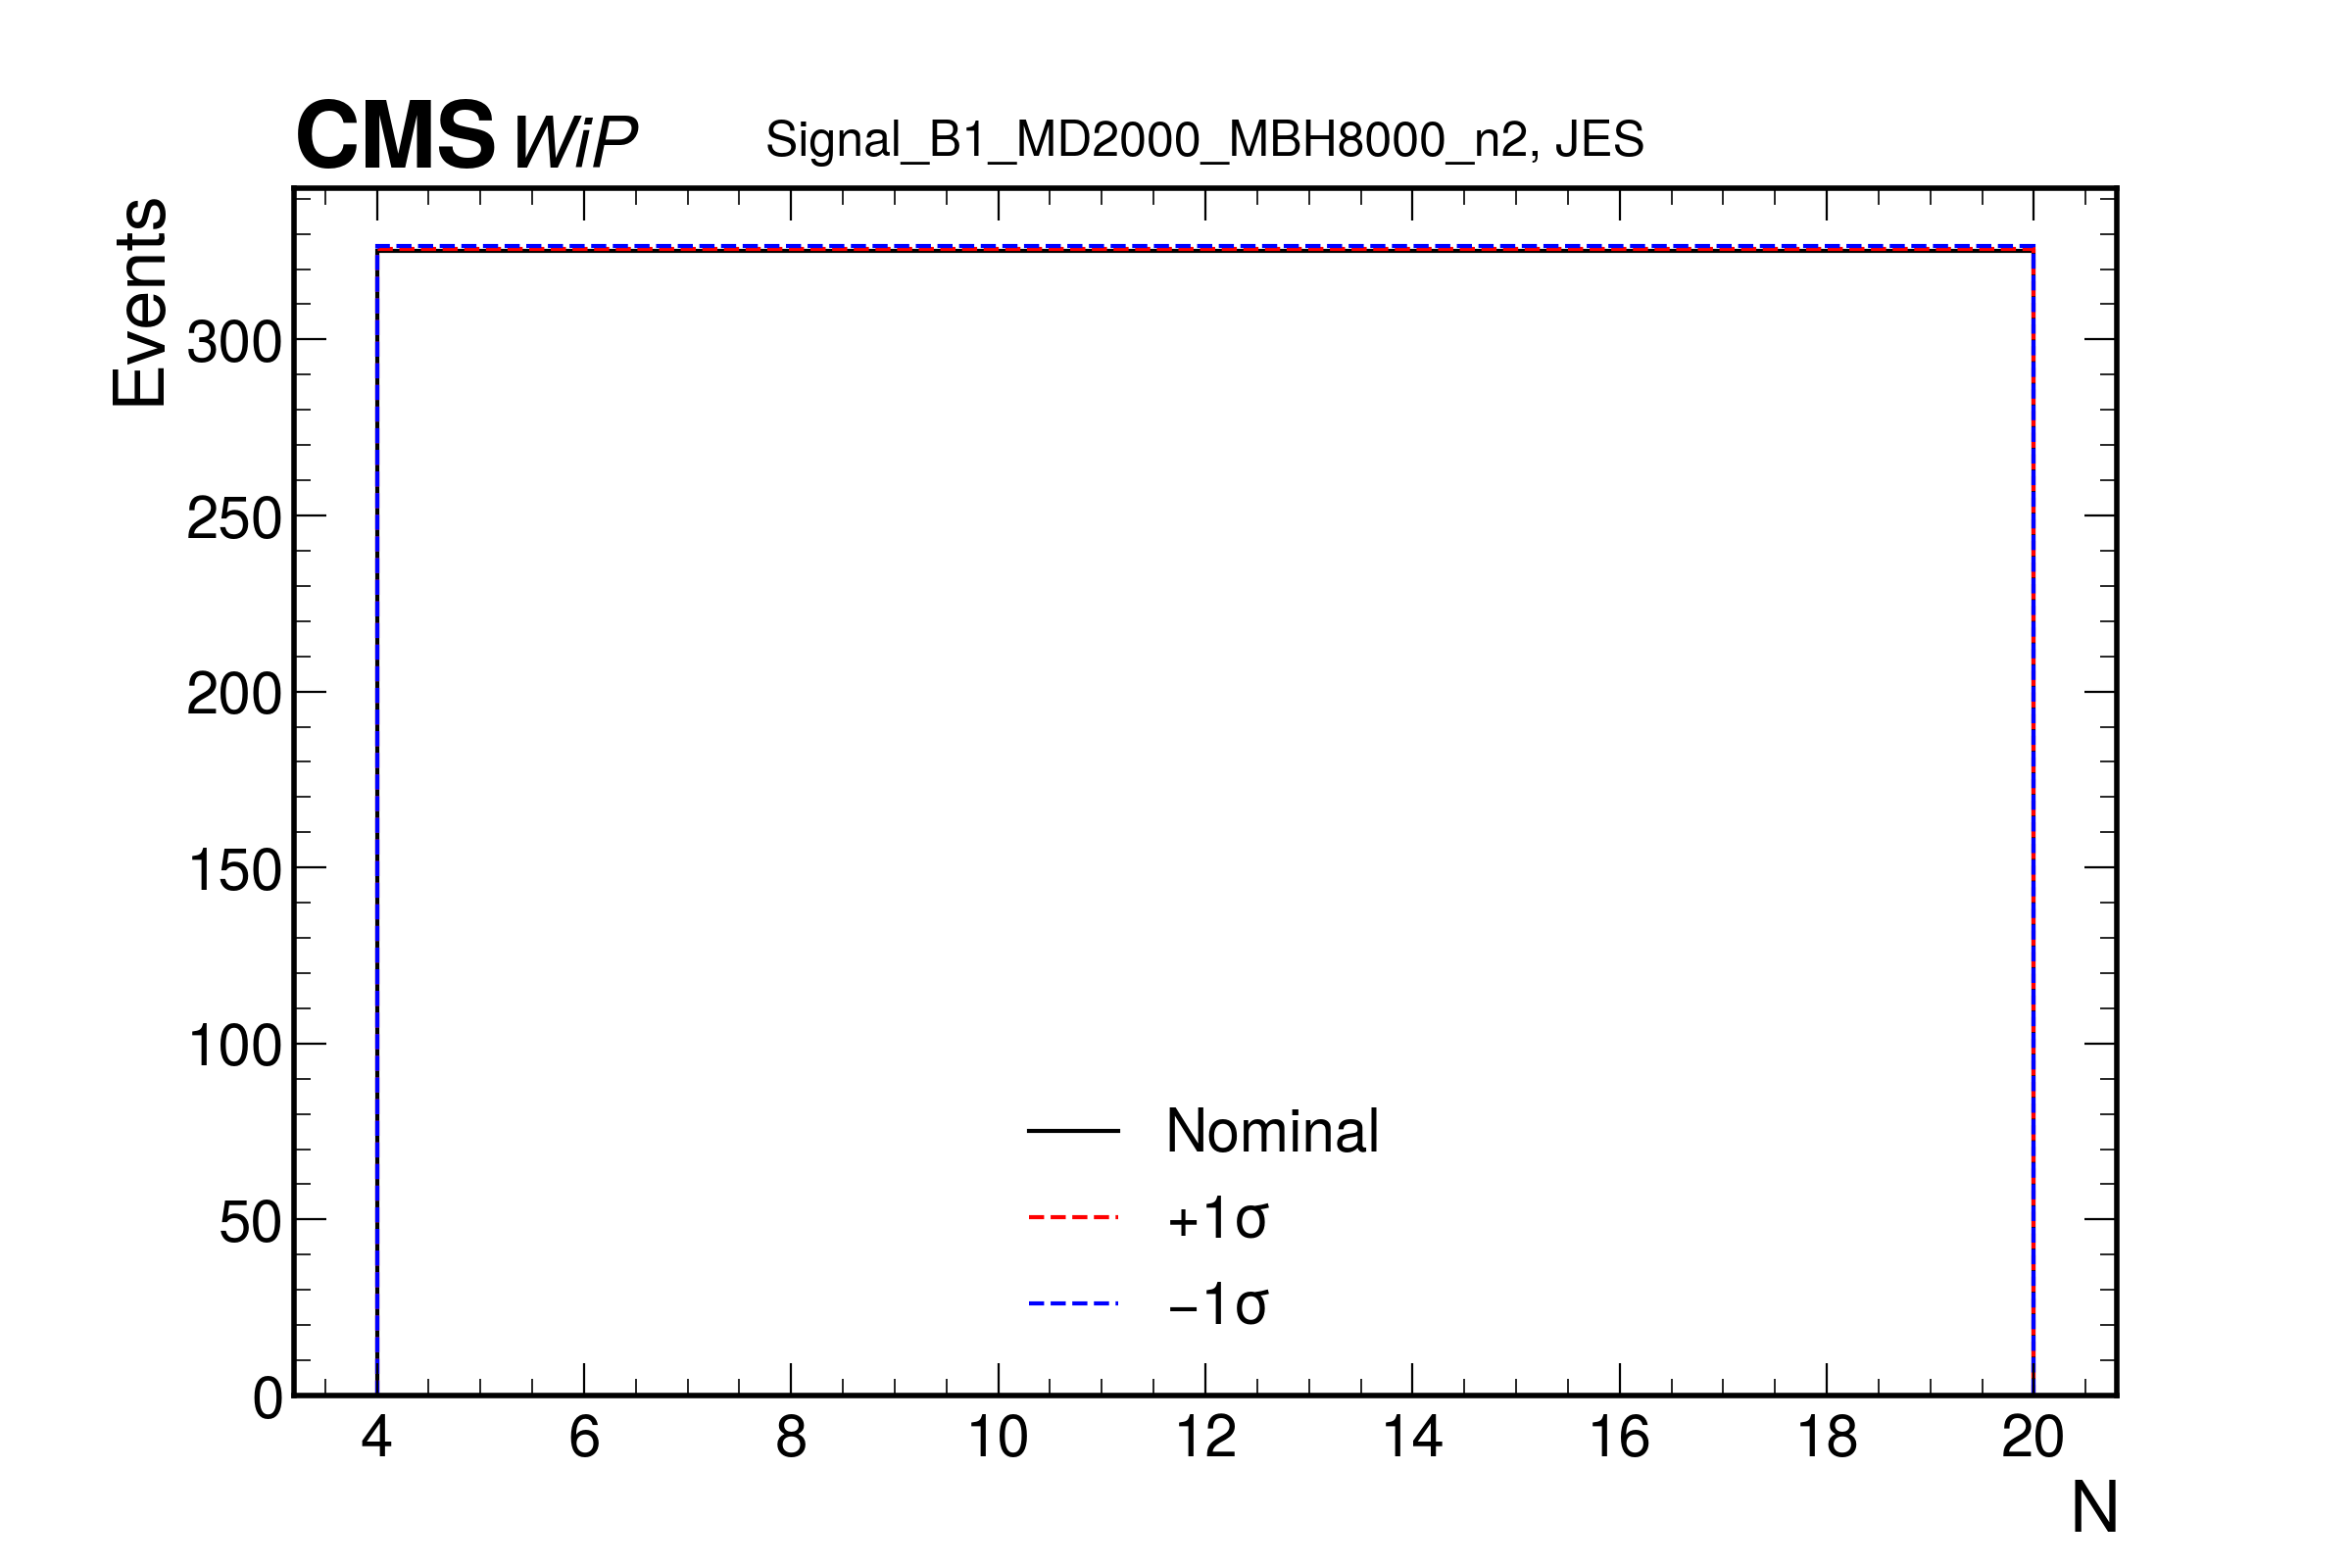 CMS WiP Signal_B1_MD2000_MBH8000_n2, JES
Events
300
250
200
150
100
50
0
Nominal
+1σ
−1σ
4 6 8 10 12 14 16 18 20
N